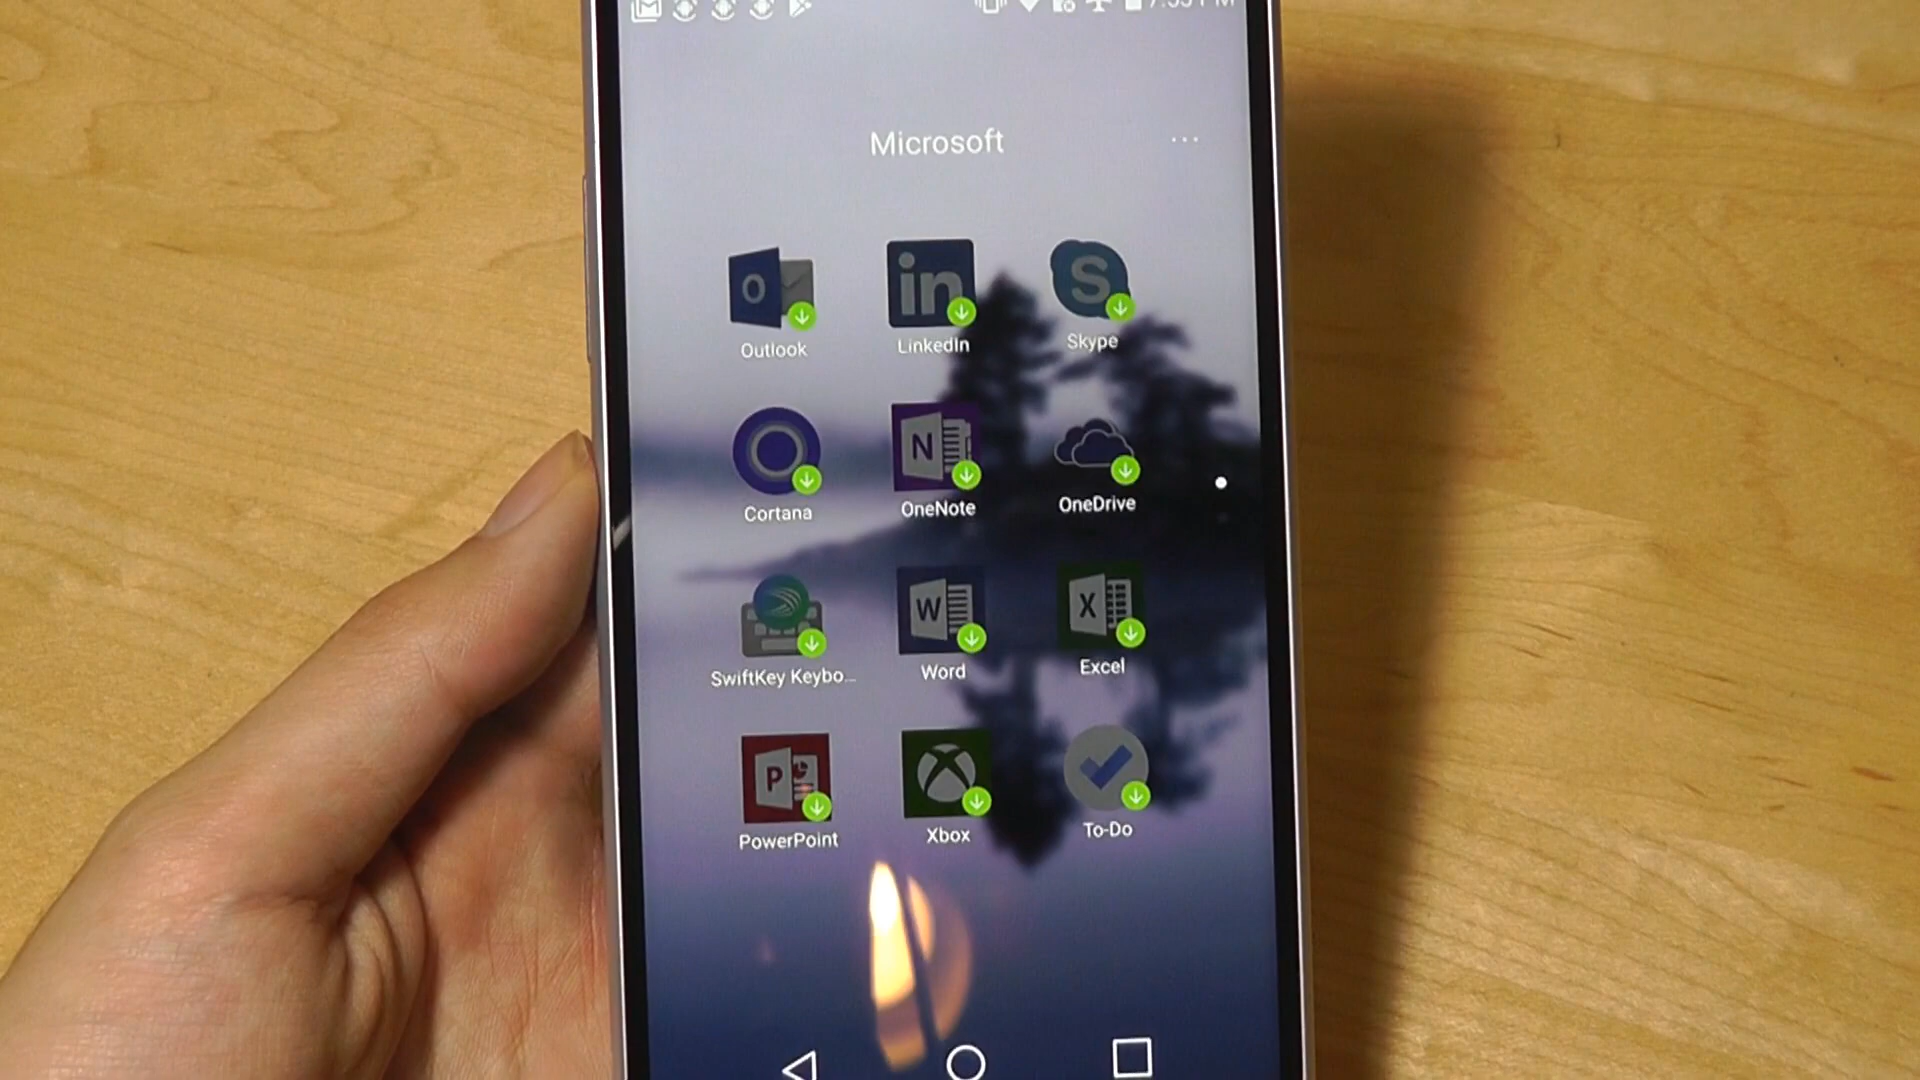 Microsoft
Outlook
LinkedIn
Skype
Cortana
OneNote
OneDrive
SwiftKey Keybo...
Word
Excel
PowerPoint
Xbox
To-Do